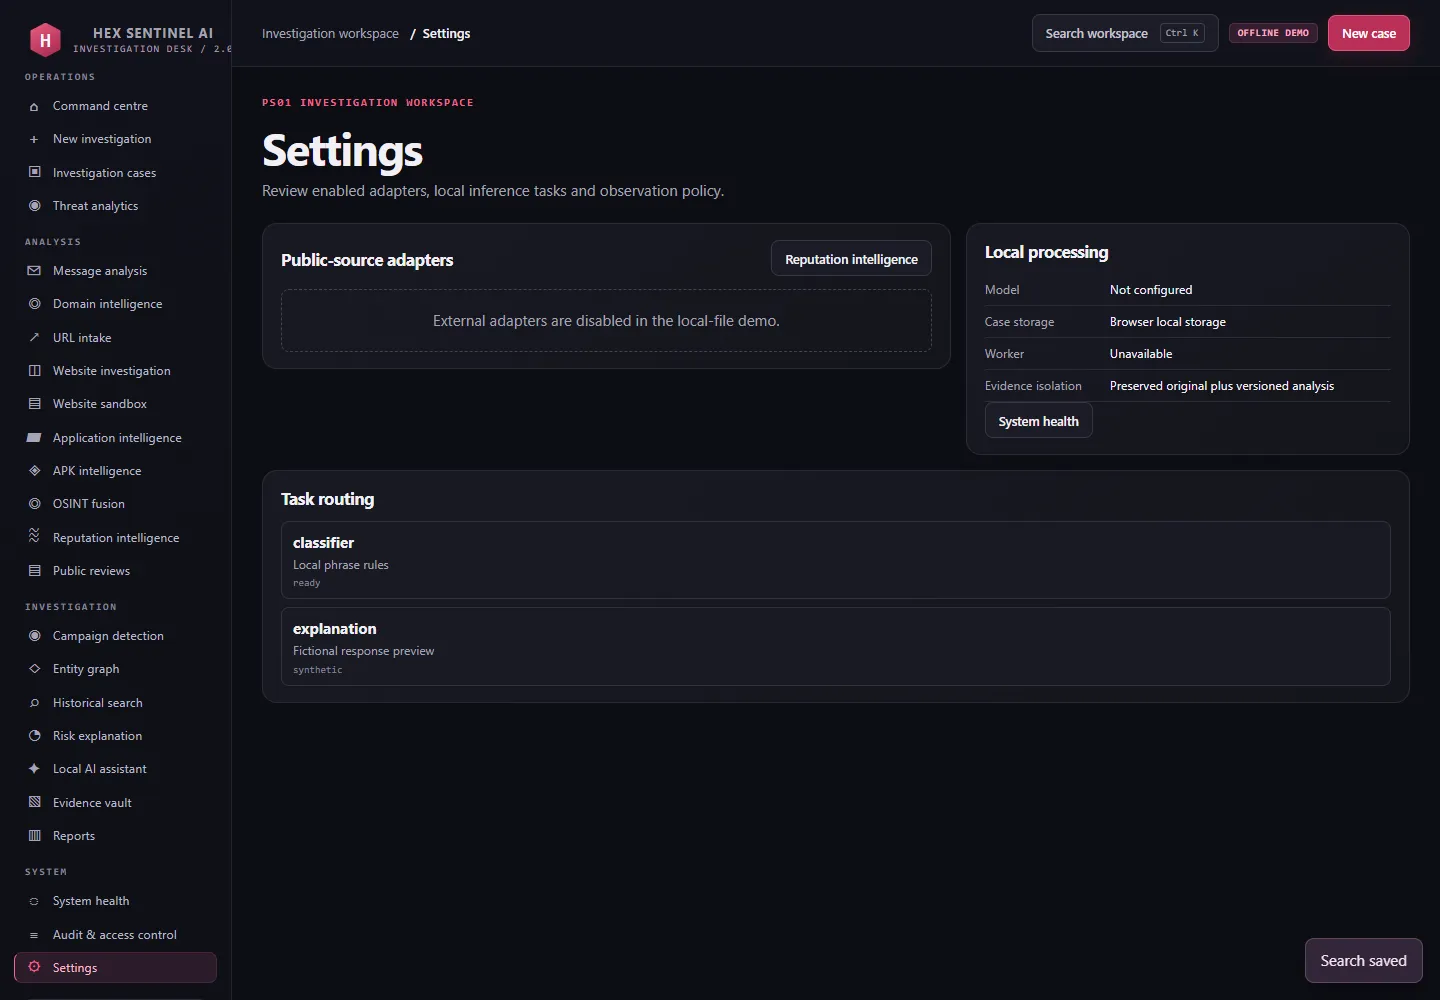 H
HEX SENTINEL AI
INVESTIGATION DESK / 2.0
OPERATIONS
Command centre
New investigation
Investigation cases
Threat analytics
ANALYSIS
Message analysis
Domain intelligence
URL intake
Website investigation
Website sandbox
Application intelligence
APK intelligence
OSINT fusion
Reputation intelligence
Public reviews
INVESTIGATION
Campaign detection
Entity graph
Historical search
Risk explanation
Local AI assistant
Evidence vault
Reports
SYSTEM
System health
Audit & access control
Settings
Investigation workspace / Settings
Search workspace Ctrl K
OFFLINE DEMO
New case
PS01 INVESTIGATION WORKSPACE
Settings
Review enabled adapters, local inference tasks and observation policy.
Public-source adapters
Reputation intelligence
External adapters are disabled in the local-file demo.
Local processing
Model Not configured
Case storage Browser local storage
Worker Unavailable
Evidence isolation Preserved original plus versioned analysis
System health
Task routing
classifier
Local phrase rules
ready
explanation
Fictional response preview
synthetic
Search saved